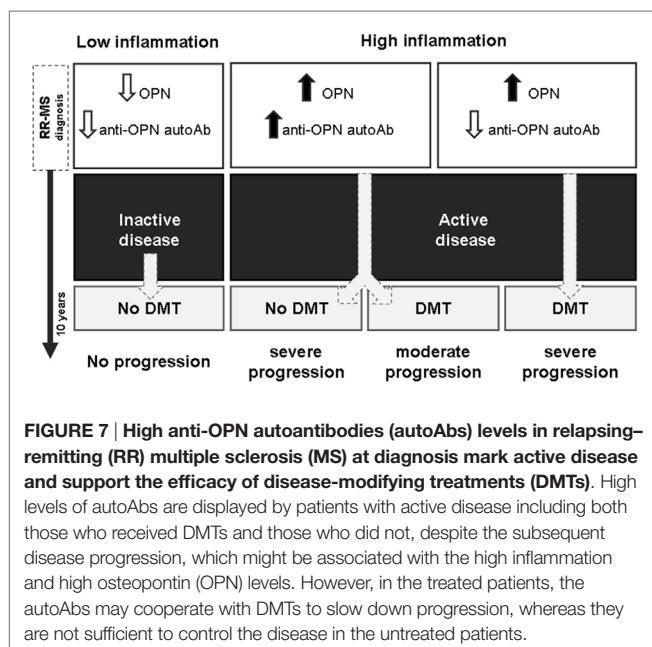 Low inflammation
High inflammation
RR-MS
diagnosis
OPN
anti-OPN autoAb
OPN
anti-OPN autoAb
OPN
anti-OPN autoAb
Inactive
disease
Active
disease
10 years
No DMT
No DMT
DMT
DMT
No progression
severe
progression
moderate
progression
severe
progression
FIGURE 7 | High anti-OPN autoantibodies (autoAbs) levels in relapsing–
remitting (RR) multiple sclerosis (MS) at diagnosis mark active disease
and support the efficacy of disease-modifying treatments (DMTs). High
levels of autoAbs are displayed by patients with active disease including both
those who received DMTs and those who did not, despite the subsequent
disease progression, which might be associated with the high inflammation
and high osteopontin (OPN) levels. However, in the treated patients, the
autoAbs may cooperate with DMTs to slow down progression, whereas they
are not sufficient to control the disease in the untreated patients.